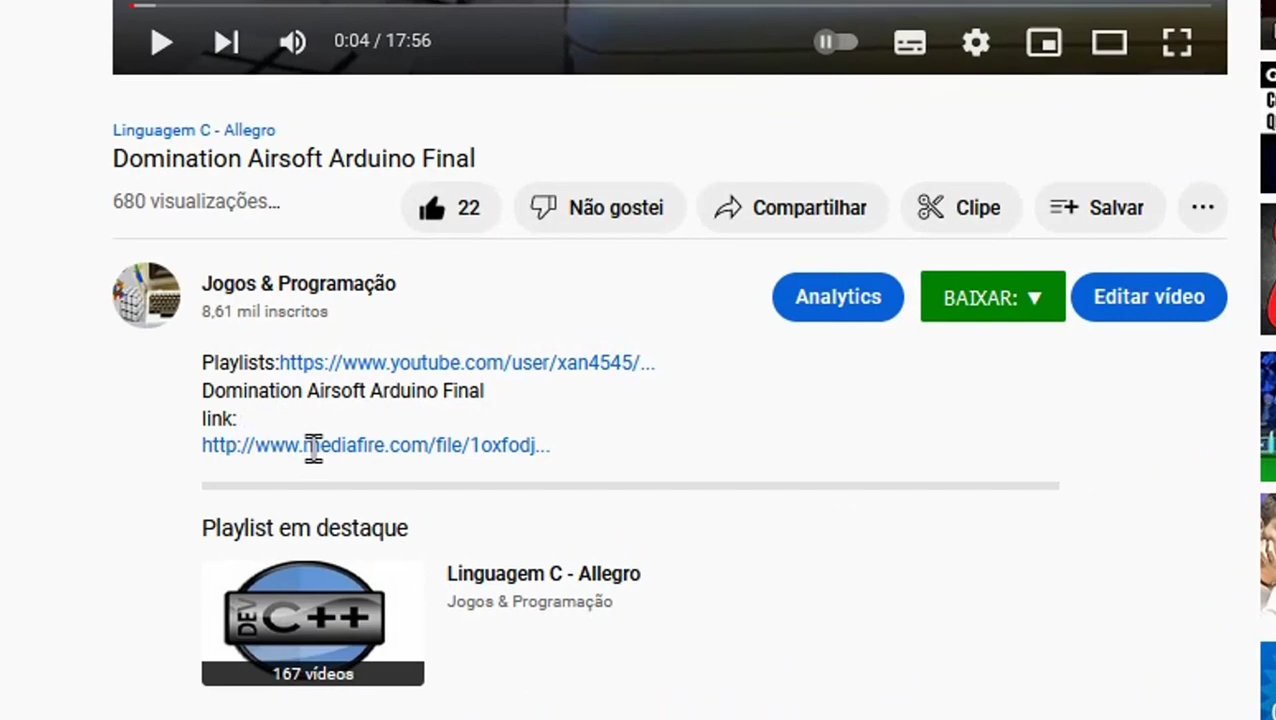 0:04 / 17:56
Linguagem C - Allegro
Domination Airsoft Arduino Final
680 visualizações...
22
Não gostei
Compartilhar
Clipe
Salvar
Jogos & Programação
8,61 mil inscritos
Analytics
BAIXAR: ▼
Editar vídeo
Playlists:https://www.youtube.com/user/xan4545/...
Domination Airsoft Arduino Final
link:
http://www.mediafire.com/file/1oxfodj...
Playlist em destaque
DEV C++
167 vídeos
Linguagem C - Allegro
Jogos & Programação